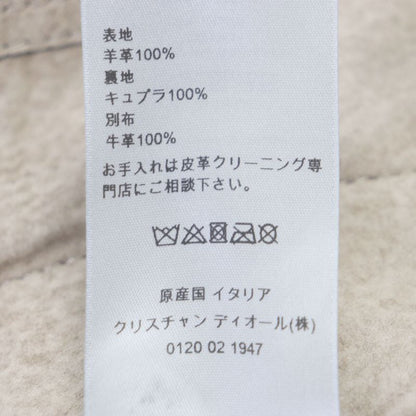 表地
羊革100%
裏地
キュプラ100%
別布
牛革100%
お手入れは皮革クリーニング専
門店にご相談下さい。
原産国 イタリア
クリスチャン ディオール(株)
0120 02 1947